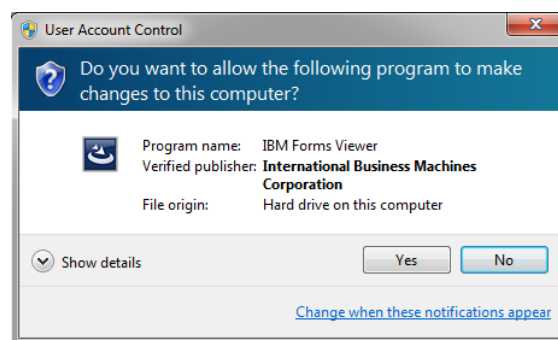 User Account Control
Do you want to allow the following program to make
changes to this computer?
Program name: IBM Forms Viewer
Verified publisher: International Business Machines
Corporation
File origin: Hard drive on this computer
Show details
Yes No
Change when these notifications appear